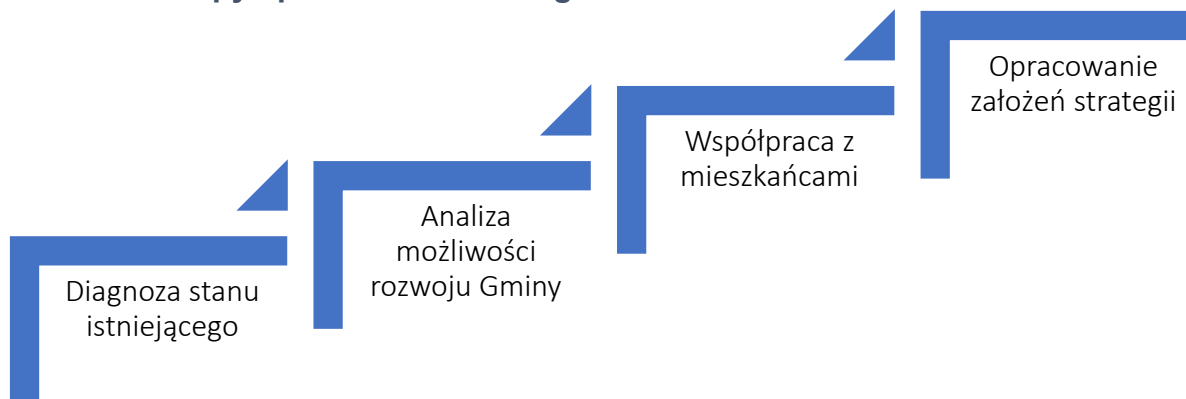 Diagnoza stanu
istniejącego
Analiza
możliwości
rozwoju Gminy
Współpraca z
mieszkańcami
Opracowanie
założeń strategii